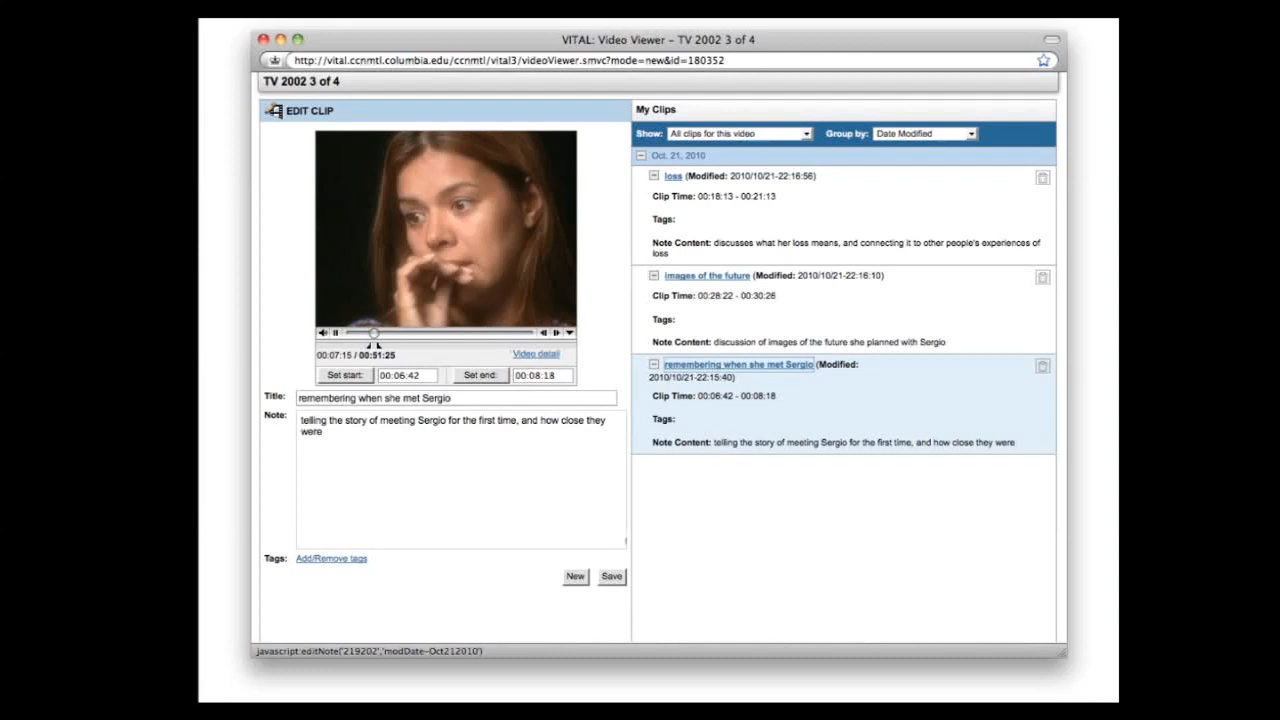 VITAL: Video Viewer – TV 2002 3 of 4
http://vital.ccnmtl.columbia.edu/ccnmtl/vital3/videoViewer.smvc?mode=new&id=180352
TV 2002 3 of 4
EDIT CLIP
00:07:15 / 00:51:25
Video detail
Set start:
00:06:42
Set end:
00:08:18
Title:
remembering when she met Sergio
Note:
telling the story of meeting Sergio for the first time, and how close they
were
Tags:
Add/Remove tags
New
Save
My Clips
Show:
All clips for this video
Group by:
Date Modified
Oct. 21, 2010
loss (Modified: 2010/10/21-22:16:56)
Clip Time: 00:18:13 - 00:21:13
Tags:
Note Content: discusses what her loss means, and connecting it to other people's experiences of
loss
images of the future (Modified: 2010/10/21-22:16:10)
Clip Time: 00:28:22 - 00:30:26
Tags:
Note Content: discussion of images of the future she planned with Sergio
remembering when she met Sergio (Modified:
2010/10/21-22:15:40)
Clip Time: 00:06:42 - 00:08:18
Tags:
Note Content: telling the story of meeting Sergio for the first time, and how close they were
javascript:editNote('219202','modDate-Oct212010')